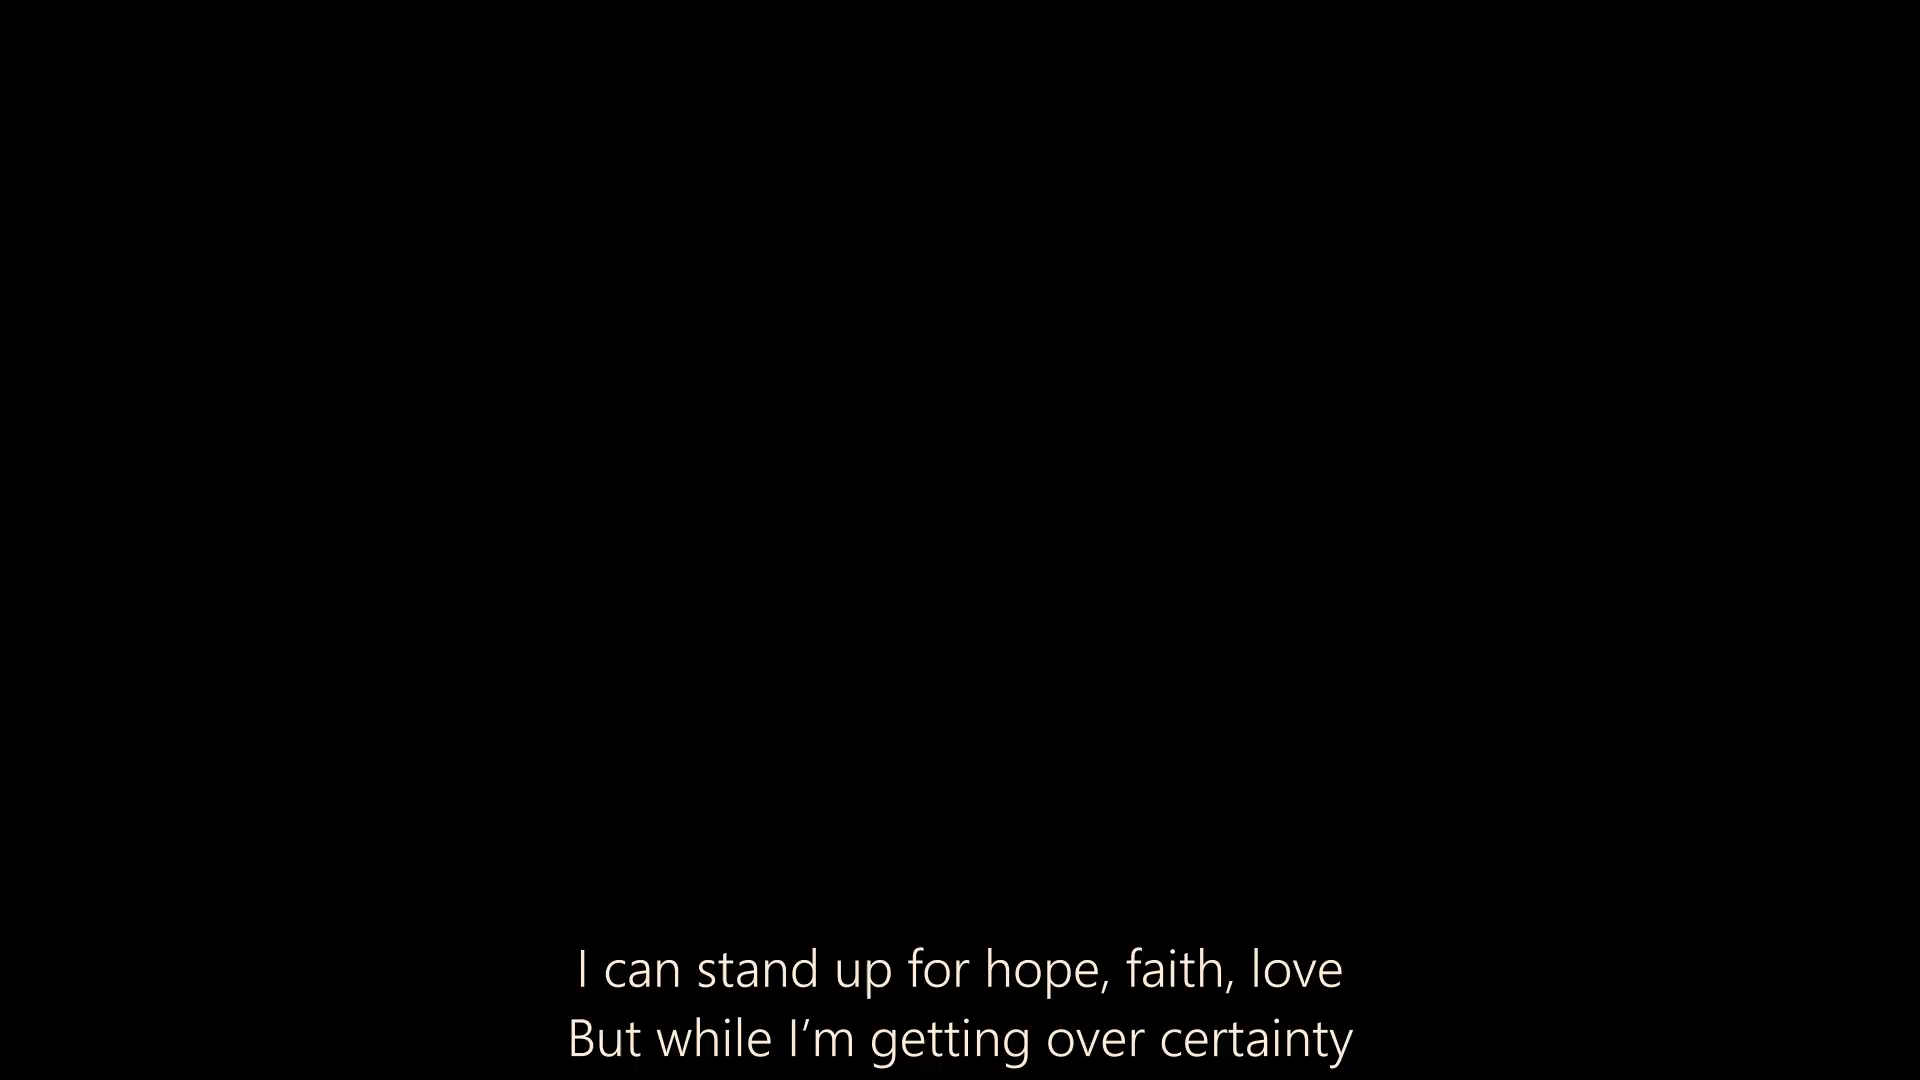 I can stand up for hope, faith, love
But while I’m getting over certainty